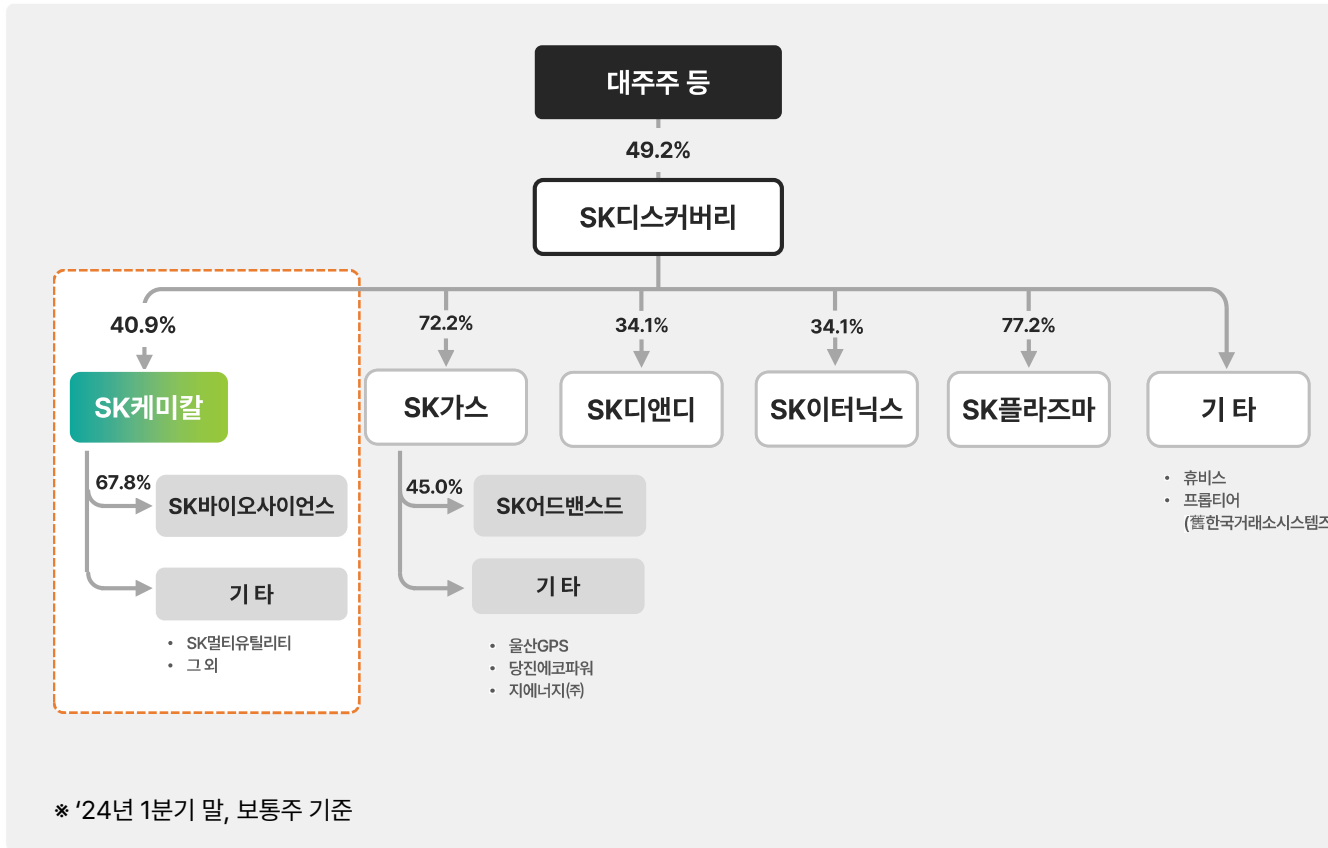 대주주 등
49.2%
SK디스커버리
40.9%
72.2%
34.1%
34.1%
77.2%
SK케미칼
SK가스
SK디앤디
SK이터닉스
SK플라즈마
기 타
67.8%
SK바이오사이언스
45.0%
SK어드밴스드
• 휴비스
• 프롭티어
(舊한국거래소시스템즈
기 타
기 타
• SK멀티유틸리티
• 그 외
• 울산GPS
• 당진에코파워
• 지에너지㈜
※ ‘24년 1분기 말, 보통주 기준